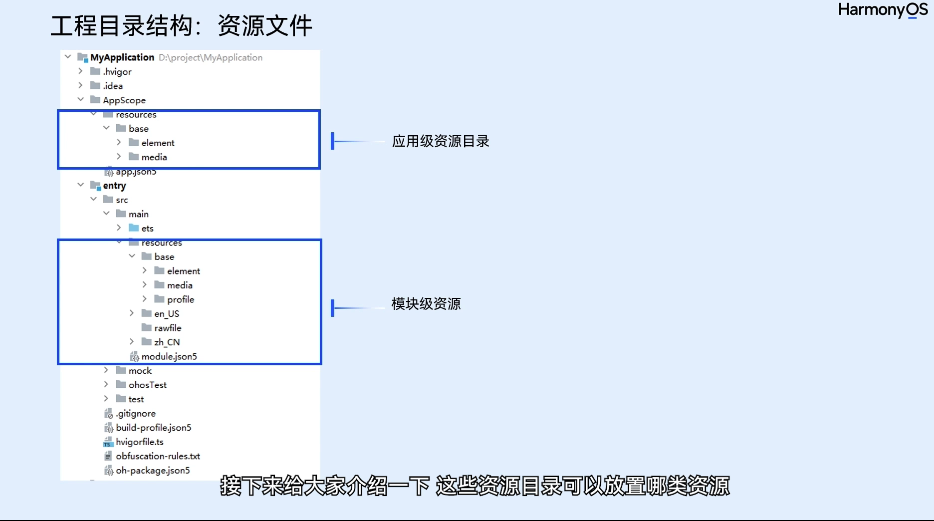 HarmonyOS
工程目录结构：资源文件
MyApplication D:\project\MyApplication
.hvigor
.idea
AppScope
resources
base
element
media
app.json5
应用级资源目录
entry
src
main
ets
resources
base
element
media
profile
en_US
rawfile
zh_CN
module.json5
模块级资源
mock
ohosTest
test
.gitignore
build-profile.json5
hvigorfile.ts
obfuscation-rules.txt
oh-package.json5
接下来给大家介绍一下 这些资源目录可以放置哪类资源